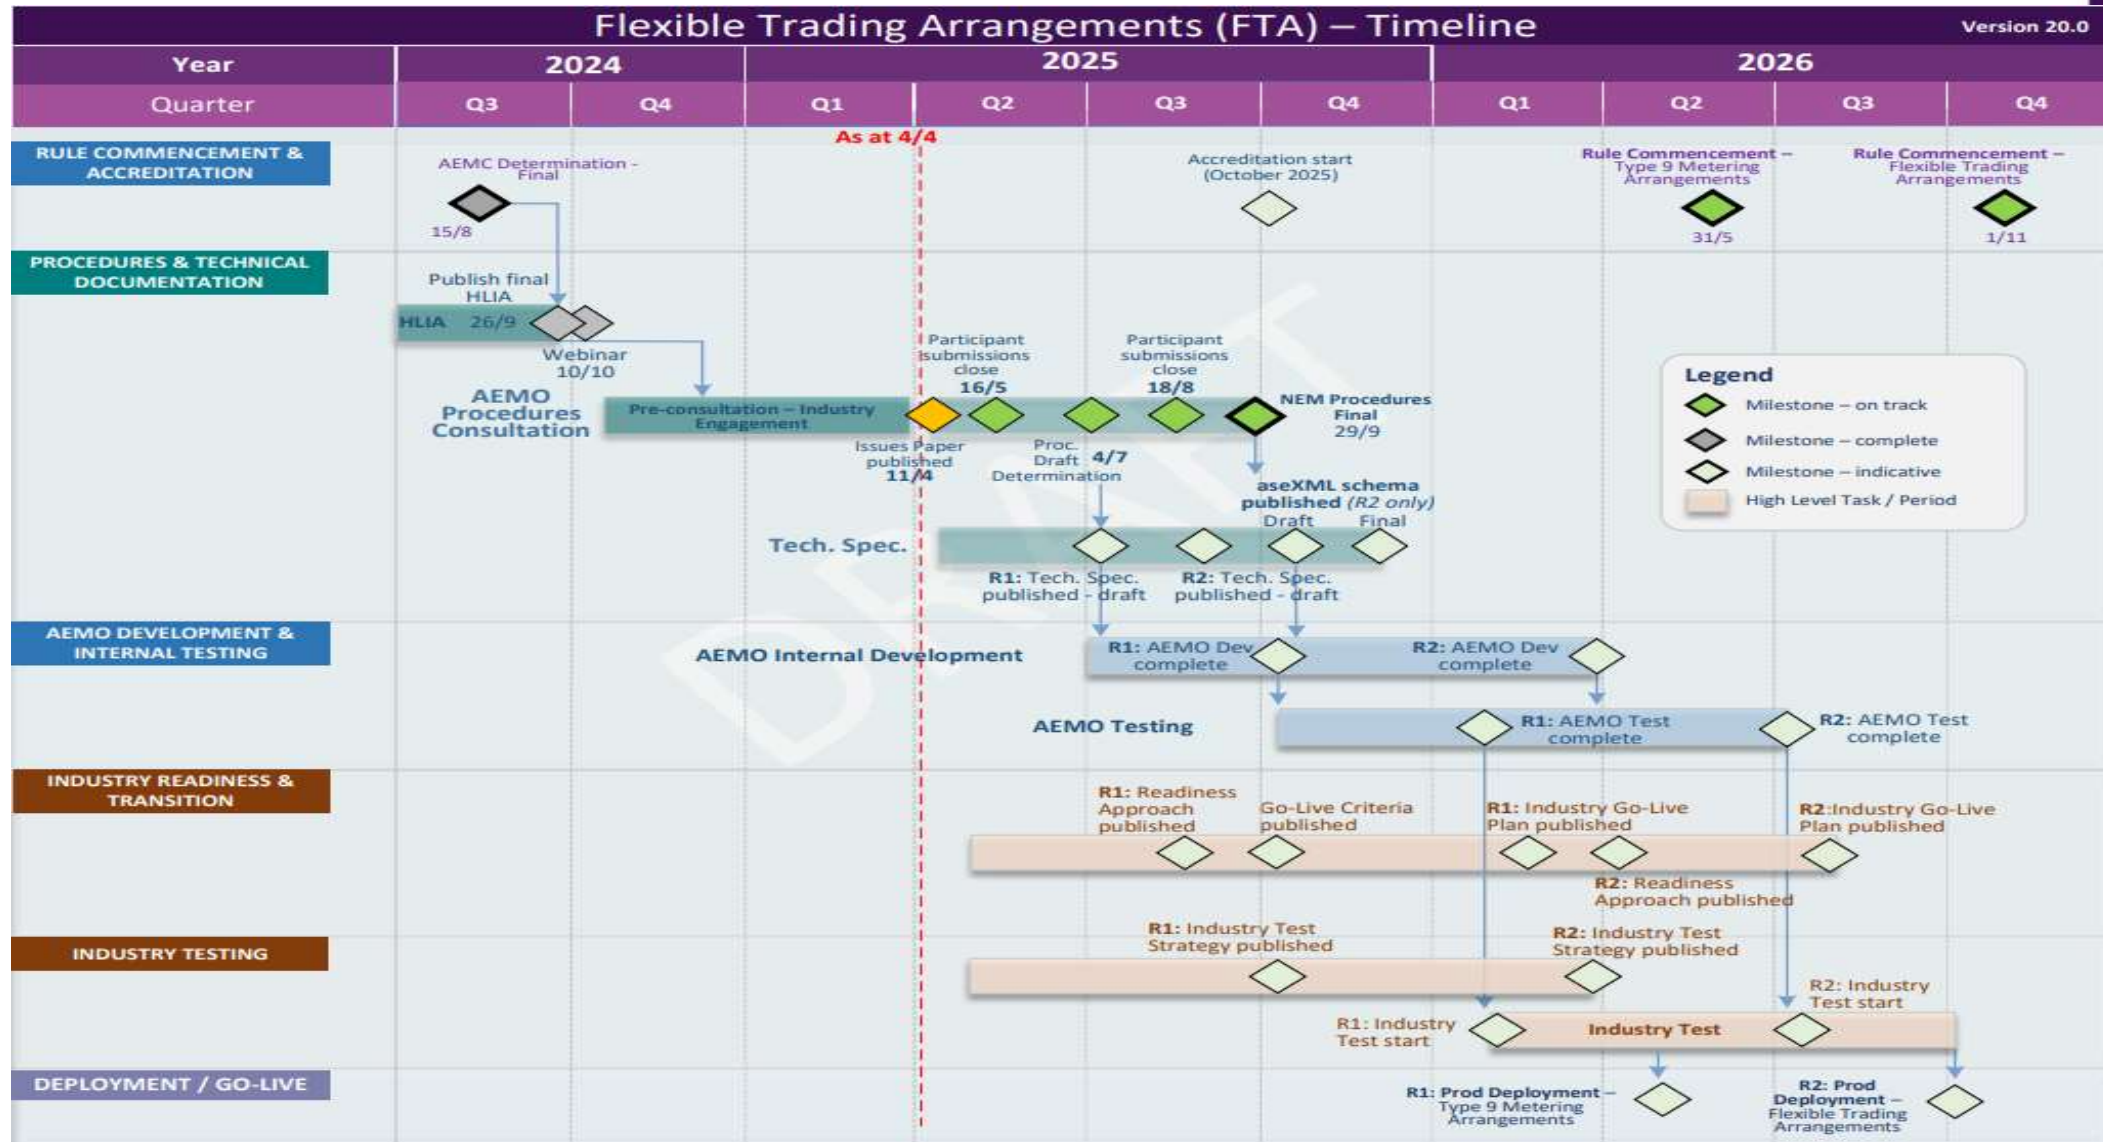 Flexible Trading Arrangements (FTA) – Timeline
Version 20.0
Year
2024
2025
2026
Quarter
Q3
Q4
Q1
Q2
Q3
Q4
Q1
Q2
Q3
Q4
As at 4/4
RULE COMMENCEMENT &
ACCREDITATION
AEMC Determination -
Final
15/8
Accreditation start
(October 2025)
Rule Commencement –
Type 9 Metering
Arrangements
31/5
Rule Commencement –
Flexible Trading
Arrangements
1/11
PROCEDURES & TECHNICAL
DOCUMENTATION
Publish final
HLIA
HLIA 26/9
Webinar
10/10
AEMO
Procedures
Consultation
Pre-consultation – Industry
Engagement
Issues Paper
published
11/4
Participant
submissions
close
16/5
Proc.
Draft 4/7
Determination
Participant
submissions
close
18/8
NEM Procedures
Final
29/9
aseXML schema
published (R2 only)
Draft Final
Tech. Spec.
R1: Tech. Spec.
published - draft
R2: Tech. Spec.
published - draft
Legend
Milestone – on track
Milestone – complete
Milestone – indicative
High Level Task / Period
DRAFT
AEMO DEVELOPMENT &
INTERNAL TESTING
AEMO Internal Development
R1: AEMO Dev
complete
R2: AEMO Dev
complete
AEMO Testing
R1: AEMO Test
complete
R2: AEMO Test
complete
INDUSTRY READINESS &
TRANSITION
R1: Readiness
Approach
published
Go-Live Criteria
published
R1: Industry Go-Live
Plan published
R2:Industry Go-Live
Plan published
R2: Readiness
Approach published
INDUSTRY TESTING
R1: Industry Test
Strategy published
R2: Industry Test
Strategy published
R1: Industry
Test start
Industry Test
R2: Industry
Test start
DEPLOYMENT / GO-LIVE
R1: Prod Deployment –
Type 9 Metering
Arrangements
R2: Prod
Deployment –
Flexible Trading
Arrangements